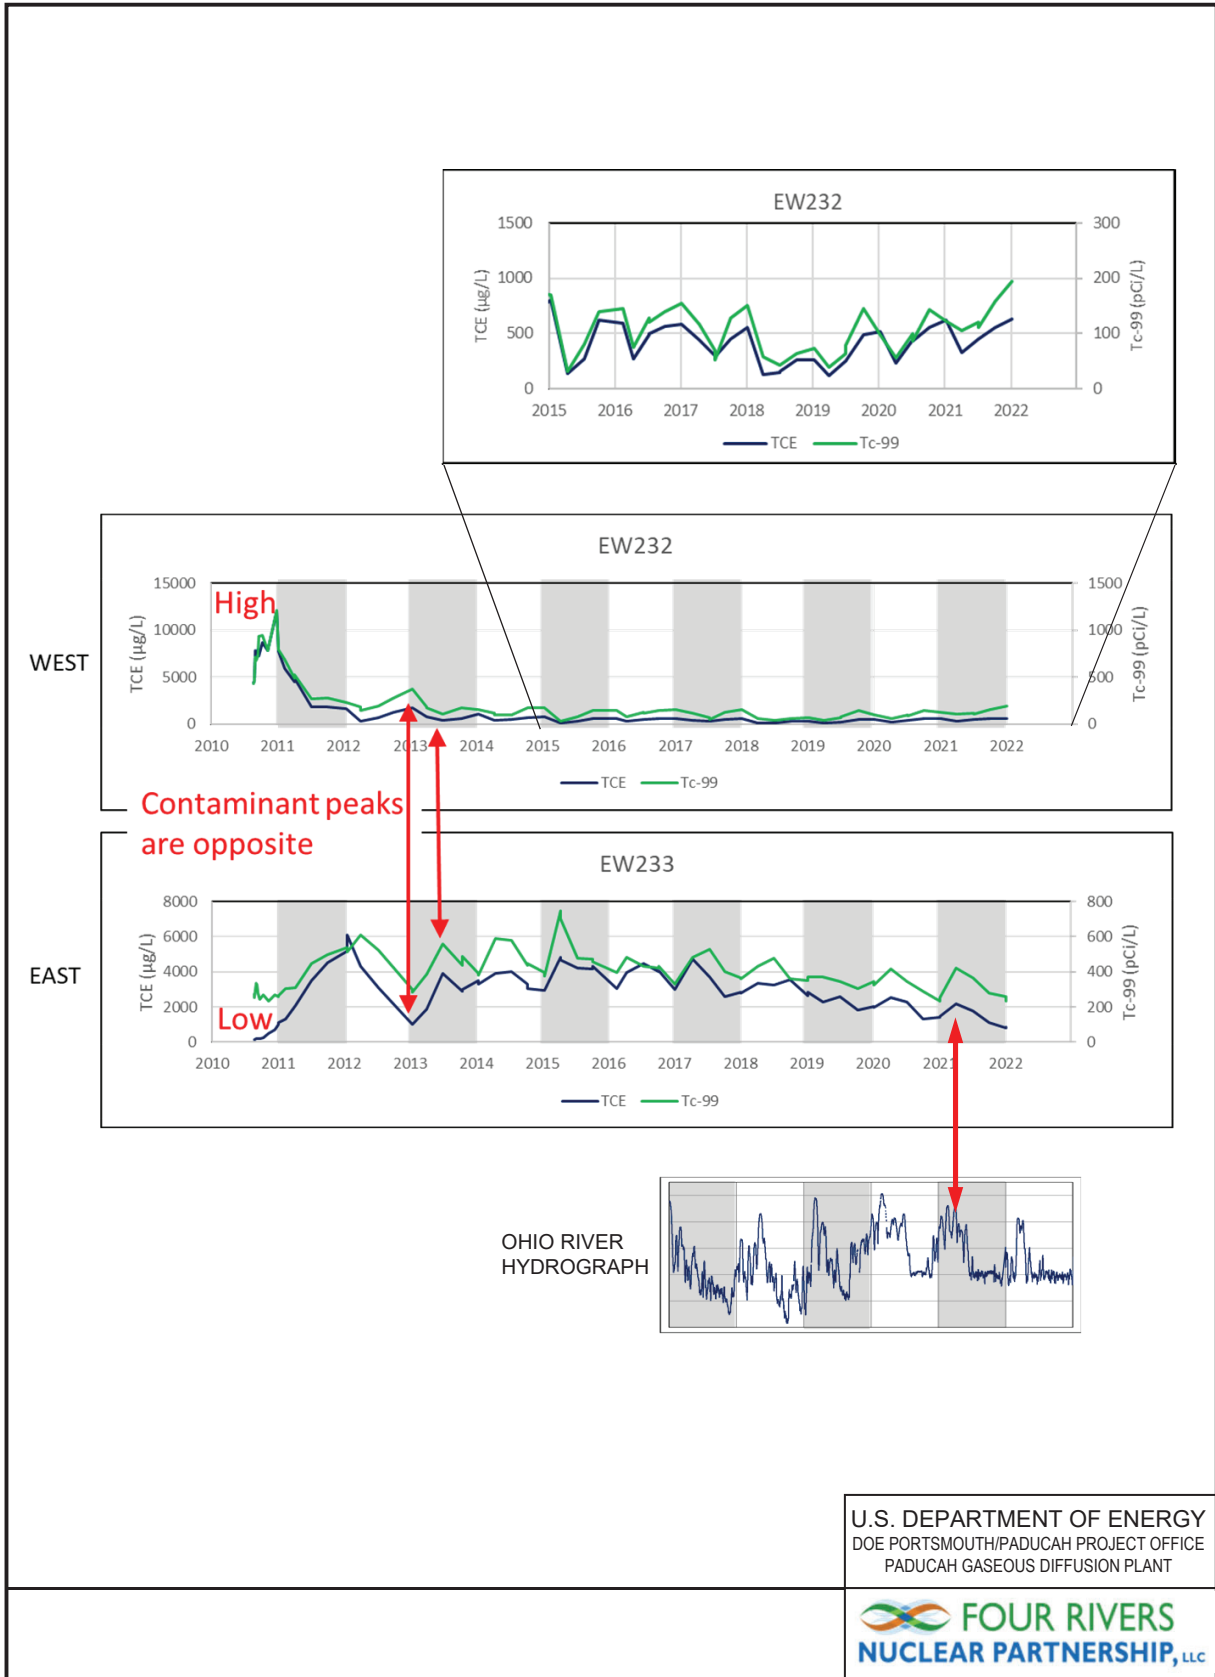 EW232
1500
1000
500
0
TCE (µg/L)
300
200
100
0
Tc-99 (pCi/L)
2015 2016 2017 2018 2019 2020 2021 2022
TCE Tc-99
WEST
EW232
15000
10000
5000
0
TCE (µg/L)
High
1500
1000
500
0
Tc-99 (pCi/L)
2010 2011 2012 2013 2014 2015 2016 2017 2018 2019 2020 2021 2022
TCE Tc-99
Contaminant peaks
are opposite
EAST
EW233
8000
6000
4000
2000
0
TCE (µg/L)
Low
800
600
400
200
0
Tc-99 (pCi/L)
2010 2011 2012 2013 2014 2015 2016 2017 2018 2019 2020 2021 2022
TCE Tc-99
OHIO RIVER
HYDROGRAPH
U.S. DEPARTMENT OF ENERGY
DOE PORTSMOUTH/PADUCAH PROJECT OFFICE
PADUCAH GASEOUS DIFFUSION PLANT
FOUR RIVERS
NUCLEAR PARTNERSHIP, LLC